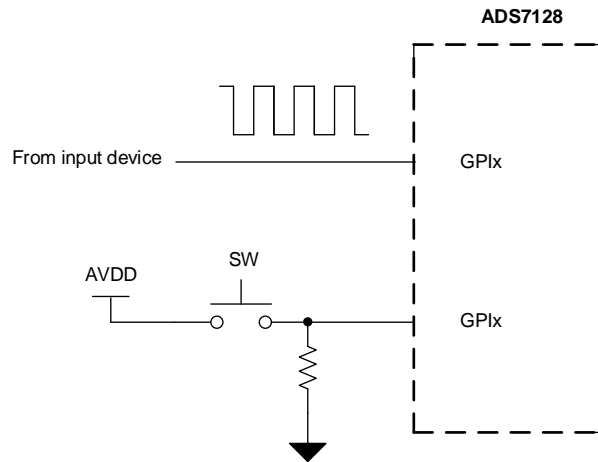 ADS7128
From input device
GPIx
SW
AVDD
GPIx